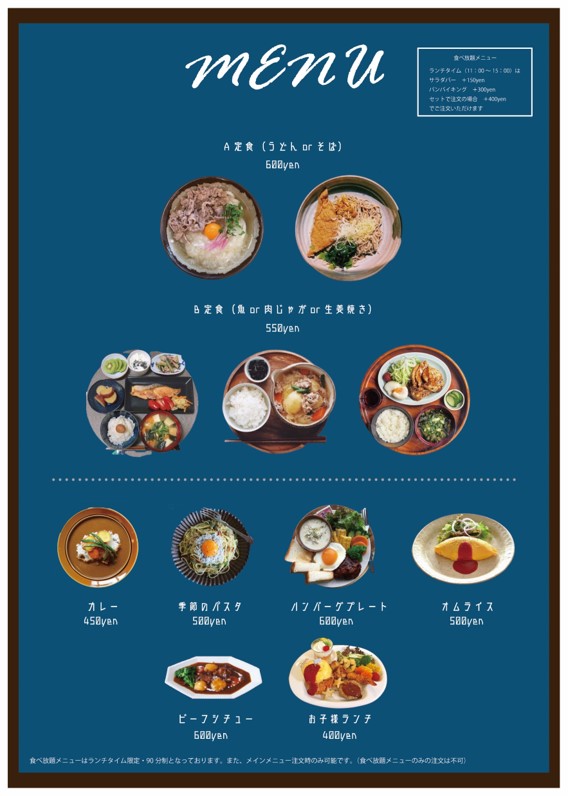 MENU
食べ放題メニュー
ランチタイム（11：00～15：00）は
サラダバー　＋150yen
パンバイキング　＋300yen
セットで注文の場合　＋400yen
でご注文いただけます
A定食（うどん or そば）
600yen
B定食（魚 or 肉じゃが or 生姜焼き）
550yen
カレー
450yen
季節のパスタ
500yen
ハンバーグプレート
600yen
オムライス
500yen
ビーフシチュー
600yen
お子様ランチ
400yen
食べ放題メニューはランチタイム限定・90分制となっております、また、メインメニュー注文時のみ可能です。（食べ放題メニューのみの注文は不可）